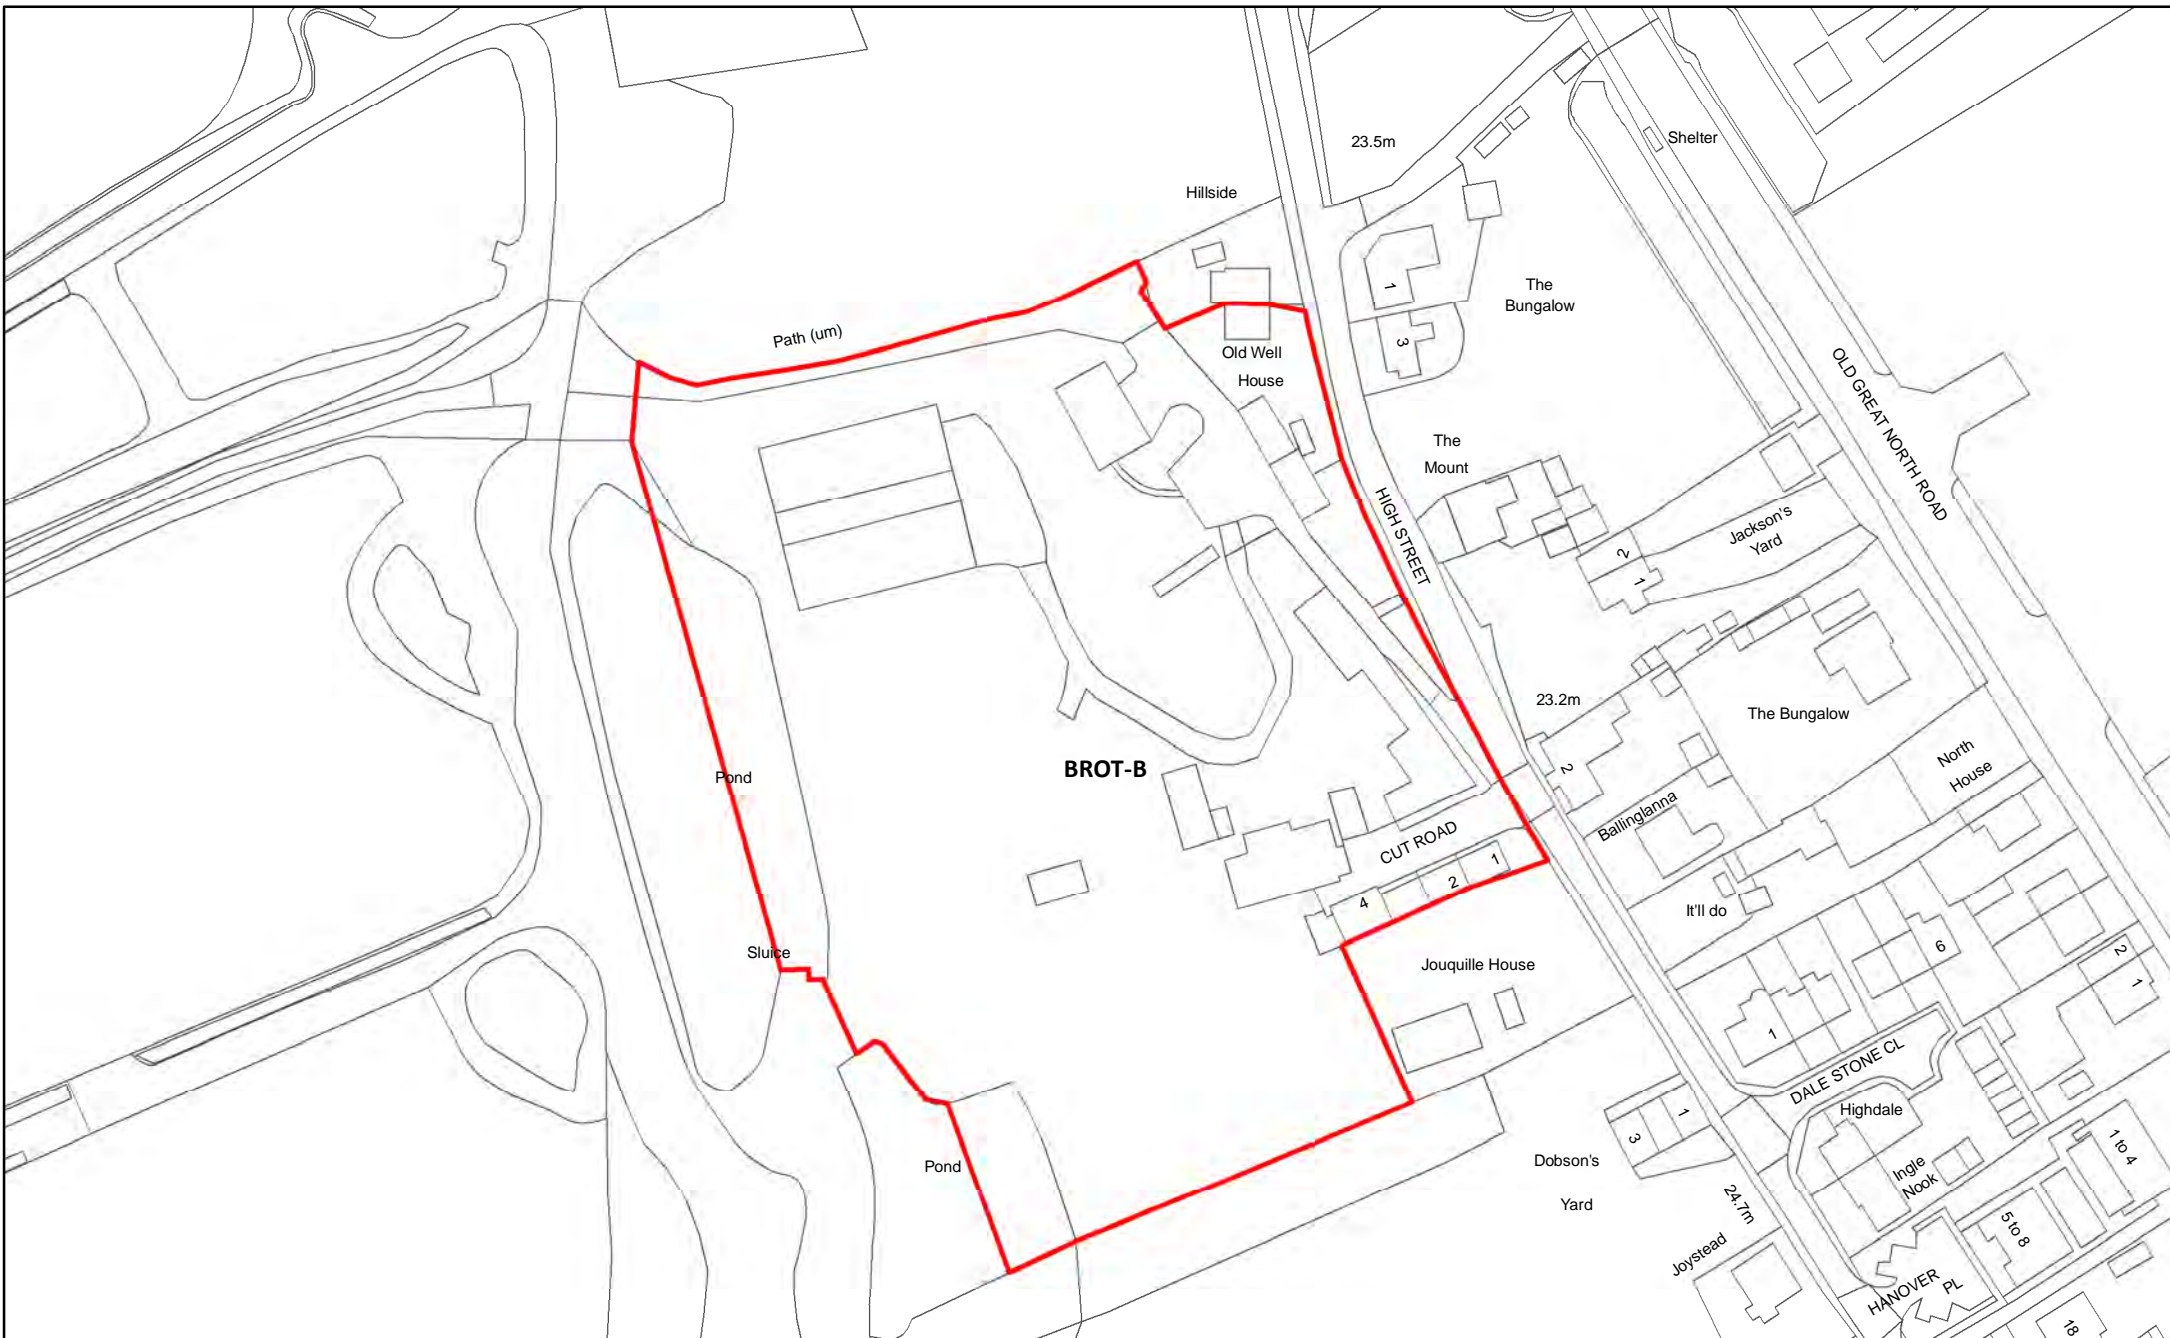 Shelter
23.5m
Hillside
1
The
Bungalow
Path (um)
3
Old Well
House
OLD GREAT NORTH ROAD
The
Mount
HIGH STREET
Jackson's
Yard
2
1
23.2m
The Bungalow
North
House
2
Pond
BROT-B
Ballinglanna
CUT ROAD
1
2
4
It'll do
Sluice
Jouquille House
6
2
1
1
DALE STONE CL
Highdale
1
3
1 to 4
Pond
Dobson's
Yard
Ingle
Nook
24.7m
5 to 8
Joystead
HANOVER
PL
18